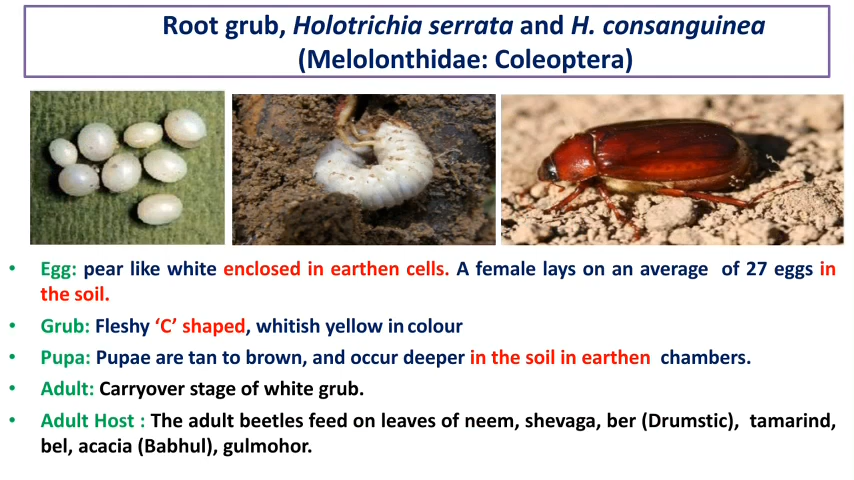 Root grub, Holotrichia serrata and H. consanguinea
(Melolonthidae: Coleoptera)
• Egg: pear like white enclosed in earthen cells. A female lays on an average of 27 eggs in
the soil.
• Grub: Fleshy ‘C’ shaped, whitish yellow in colour
• Pupa: Pupae are tan to brown, and occur deeper in the soil in earthen chambers.
• Adult: Carryover stage of white grub.
• Adult Host : The adult beetles feed on leaves of neem, shevaga, ber (Drumstic), tamarind,
bel, acacia (Babhul), gulmohor.